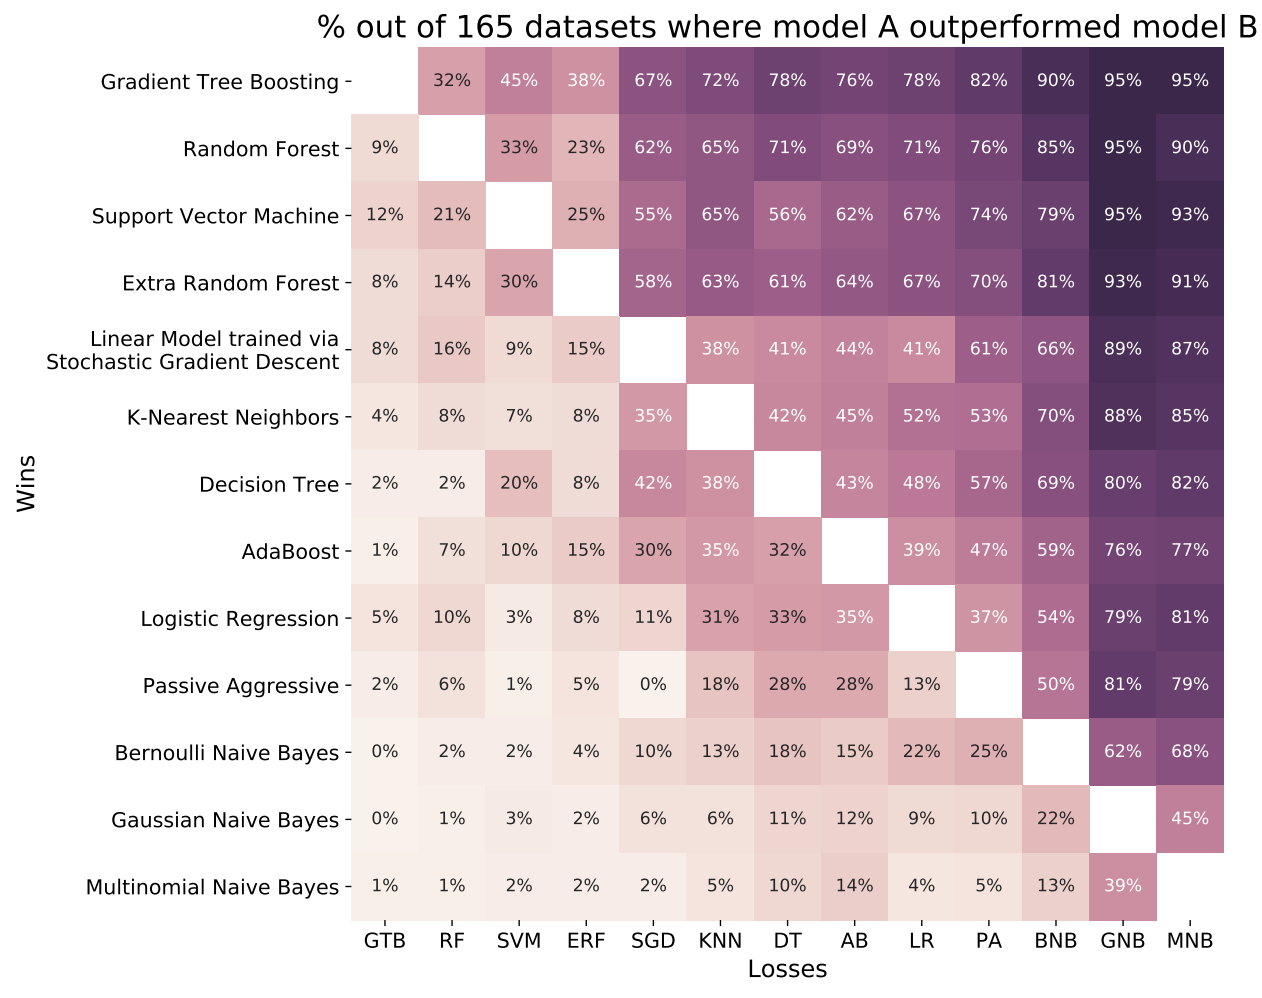 % out of 165 datasets where model A outperformed model B
Gradient Tree Boosting 32% 45% 38% 67% 72% 78% 76% 78% 82% 90% 95% 95%
Random Forest 9% 33% 23% 62% 65% 71% 69% 71% 76% 85% 95% 90%
Support Vector Machine 12% 21% 25% 55% 65% 56% 62% 67% 74% 79% 95% 93%
Extra Random Forest 8% 14% 30% 58% 63% 61% 64% 67% 70% 81% 93% 91%
Linear Model trained via
Stochastic Gradient Descent 8% 16% 9% 15% 38% 41% 44% 41% 61% 66% 89% 87%
K-Nearest Neighbors 4% 8% 7% 8% 35% 42% 45% 52% 53% 70% 88% 85%
Wins
Decision Tree 2% 2% 20% 8% 42% 38% 43% 48% 57% 69% 80% 82%
AdaBoost 1% 7% 10% 15% 30% 35% 32% 39% 47% 59% 76% 77%
Logistic Regression 5% 10% 3% 8% 11% 31% 33% 35% 37% 54% 79% 81%
Passive Aggressive 2% 6% 1% 5% 0% 18% 28% 28% 13% 50% 81% 79%
Bernoulli Naive Bayes 0% 2% 2% 4% 10% 13% 18% 15% 22% 25% 62% 68%
Gaussian Naive Bayes 0% 1% 3% 2% 6% 6% 11% 12% 9% 10% 22% 45%
Multinomial Naive Bayes 1% 1% 2% 2% 2% 5% 10% 14% 4% 5% 13% 39%
GTB RF SVM ERF SGD KNN DT AB LR PA BNB GNB MNB
Losses